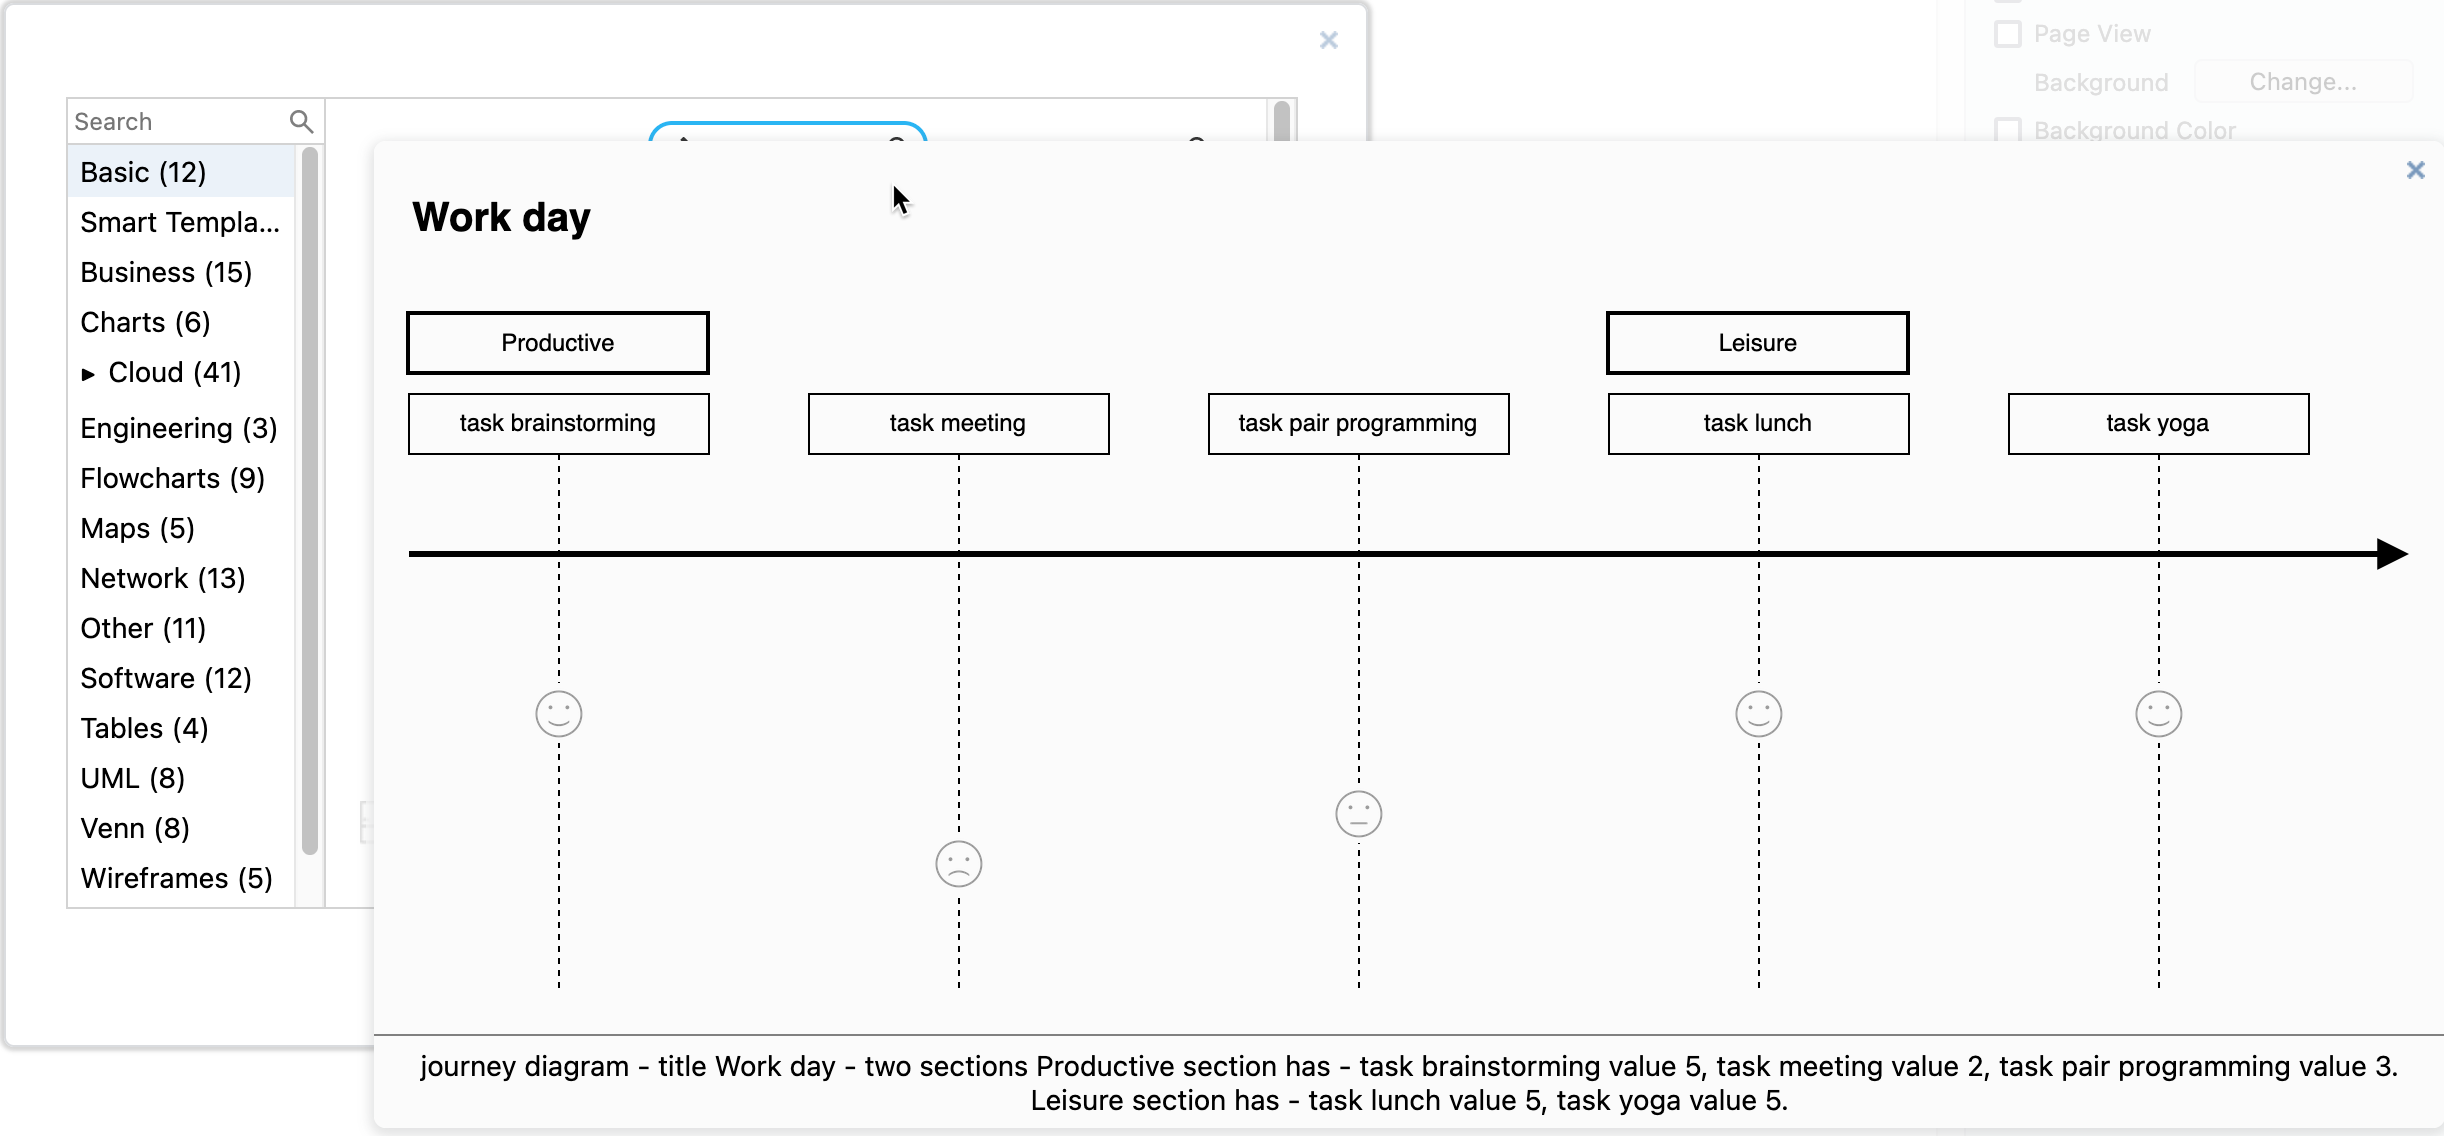 Page View
Background
Change...
Background Color
Search
Basic (12)
Smart Templa...
Business (15)
Charts (6)
Cloud (41)
Engineering (3)
Flowcharts (9)
Maps (5)
Network (13)
Other (11)
Software (12)
Tables (4)
UML (8)
Venn (8)
Wireframes (5)
Work day
Productive
Leisure
task brainstorming
task meeting
task pair programming
task lunch
task yoga
journey diagram - title Work day - two sections Productive section has - task brainstorming value 5, task meeting value 2, task pair programming value 3.
Leisure section has - task lunch value 5, task yoga value 5.